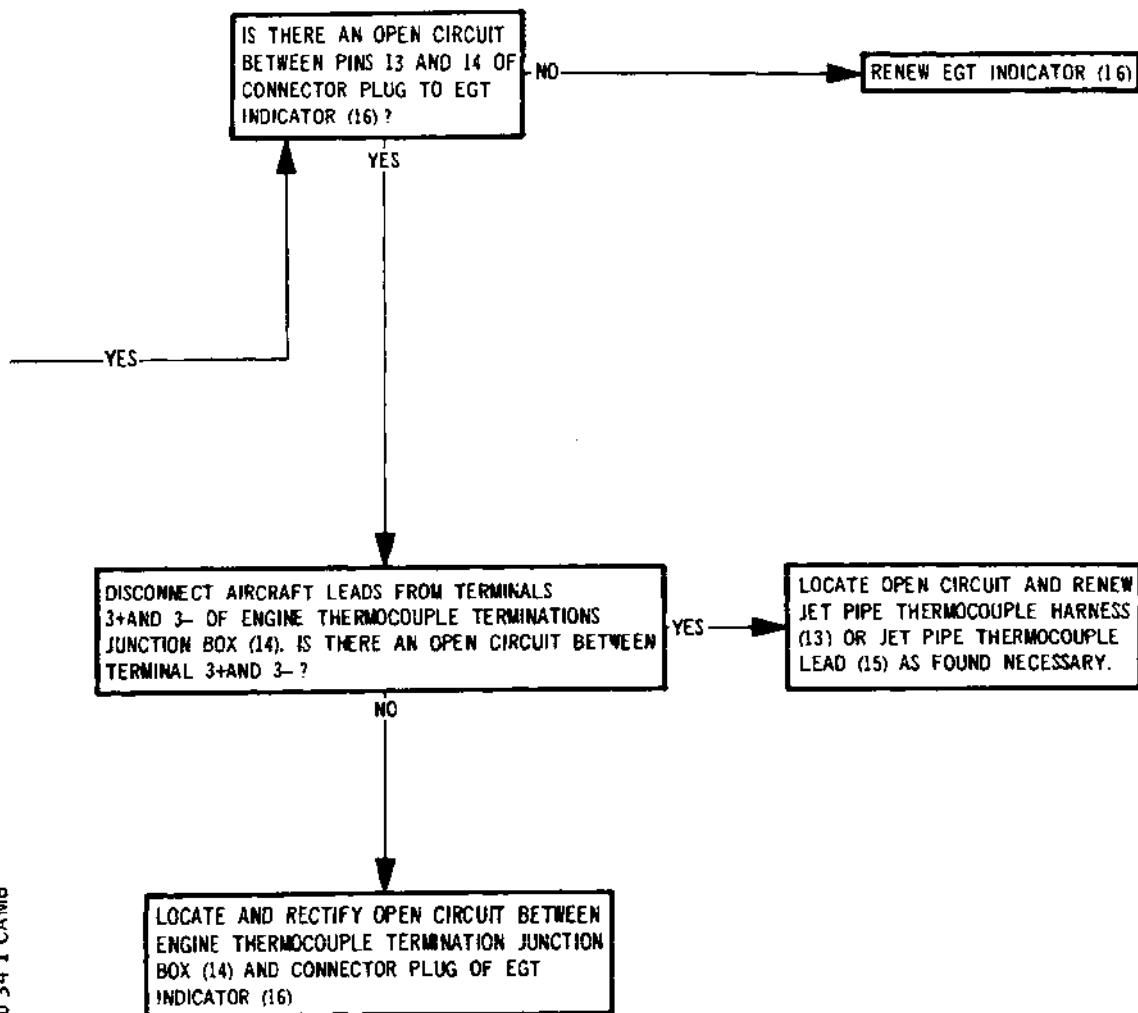 IS THERE AN OPEN CIRCUIT
BETWEEN PINS 13 AND 14 OF
CONNECTOR PLUG TO EGT
INDICATOR (16)?
NO
RENEW EGT INDICATOR (16)
YES
YES
DISCONNECT AIRCRAFT LEADS FROM TERMINALS
3+AND 3– OF ENGINE THERMOCOUPLE TERMINATIONS
JUNCTION BOX (14). IS THERE AN OPEN CIRCUIT BETWEEN
TERMINAL 3+AND 3–?
YES
LOCATE OPEN CIRCUIT AND RENEW
JET PIPE THERMOCOUPLE HARNESS
(13) OR JET PIPE THERMOCOUPLE
LEAD (15) AS FOUND NECESSARY.
NO
LOCATE AND RECTIFY OPEN CIRCUIT BETWEEN
ENGINE THERMOCOUPLE TERMINATION JUNCTION
BOX (14) AND CONNECTOR PLUG OF EGT
INDICATOR (16)